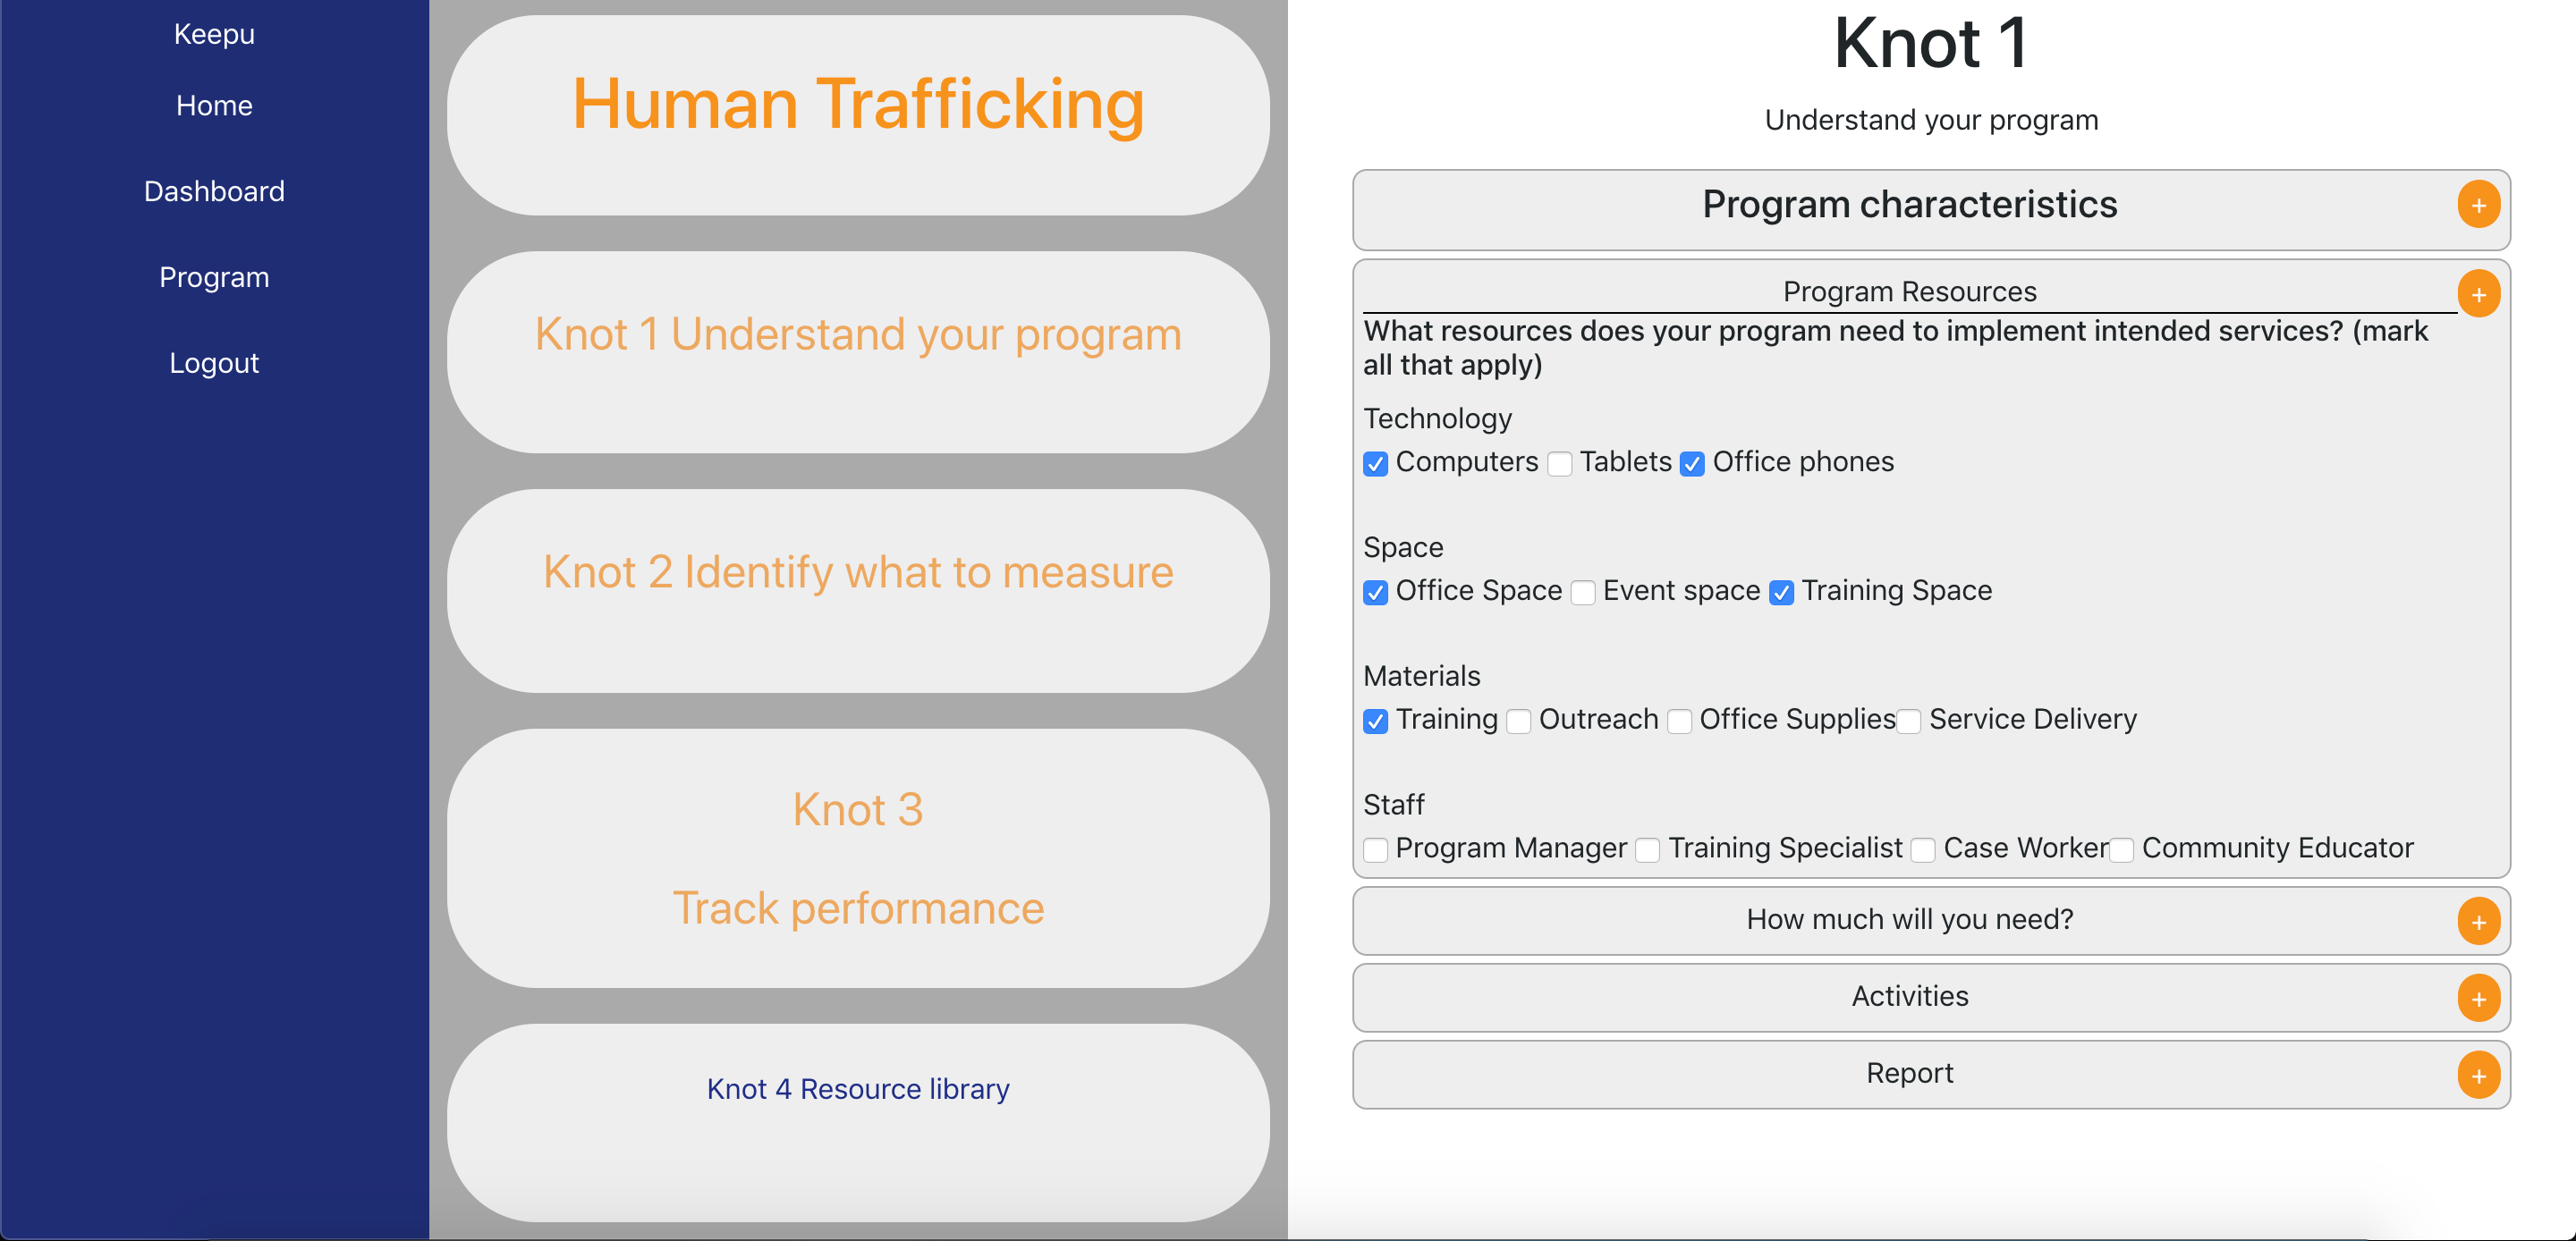 Keepu
Home
Dashboard
Program
Logout
Human Trafficking
Knot 1 Understand your program
Knot 2 Identify what to measure
Knot 3
Track performance
Knot 4 Resource library
Knot 1
Understand your program
Program characteristics
+
Program Resources
+
What resources does your program need to implement intended services? (mark
all that apply)
Technology
Computers Tablets Office phones
Space
Office Space Event space Training Space
Materials
Training Outreach Office Supplies Service Delivery
Staff
Program Manager Training Specialist Case Worker Community Educator
How much will you need?
+
Activities
+
Report
+